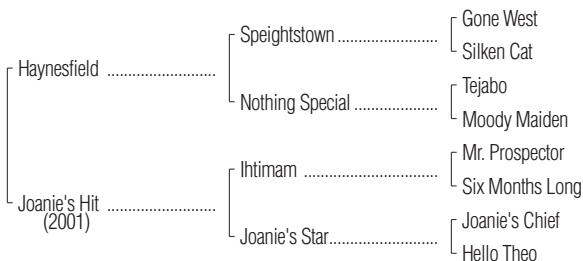 Gone West
Speightstown ........................
Silken Cat
Haynesfield ..........................
Tejabo
Nothing Special ....................
Moody Maiden
Mr. Prospector
Ihtimam ................................
Six Months Long
Joanie's Hit ..........................
(2001)
Joanie's Chief
Joanie's Star..........................
Hello Theo